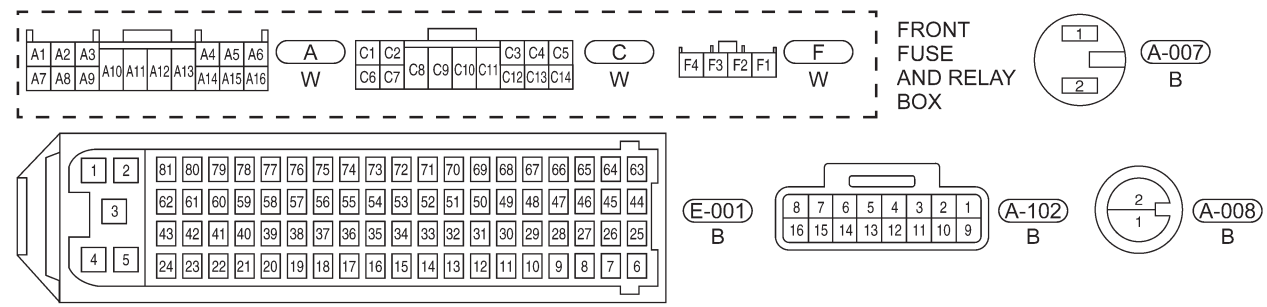 A1 A2 A3 A4 A5 A6
A10 A11 A12 A13
A7 A8 A9 A14 A15 A16
A
W
C1 C2 C3 C4 C5
C8 C9 C10 C11
C6 C7 C12 C13 C14
C
W
F4 F3 F2 F1
F
W
FRONT
FUSE
AND RELAY
BOX
1
2
A-007
B
1 2
3
4 5
81 80 79 78 77 76 75 74 73 72 71 70 69 68 67 66 65 64 63
62 61 60 59 58 57 56 55 54 53 52 51 50 49 48 47 46 45 44
43 42 41 40 39 38 37 36 35 34 33 32 31 30 29 28 27 26 25
24 23 22 21 20 19 18 17 16 15 14 13 12 11 10 9 8 7 6
E-001
B
8 7 6 5 4 3 2 1
16 15 14 13 12 11 10 9
A-102
B
2
1
A-008
B